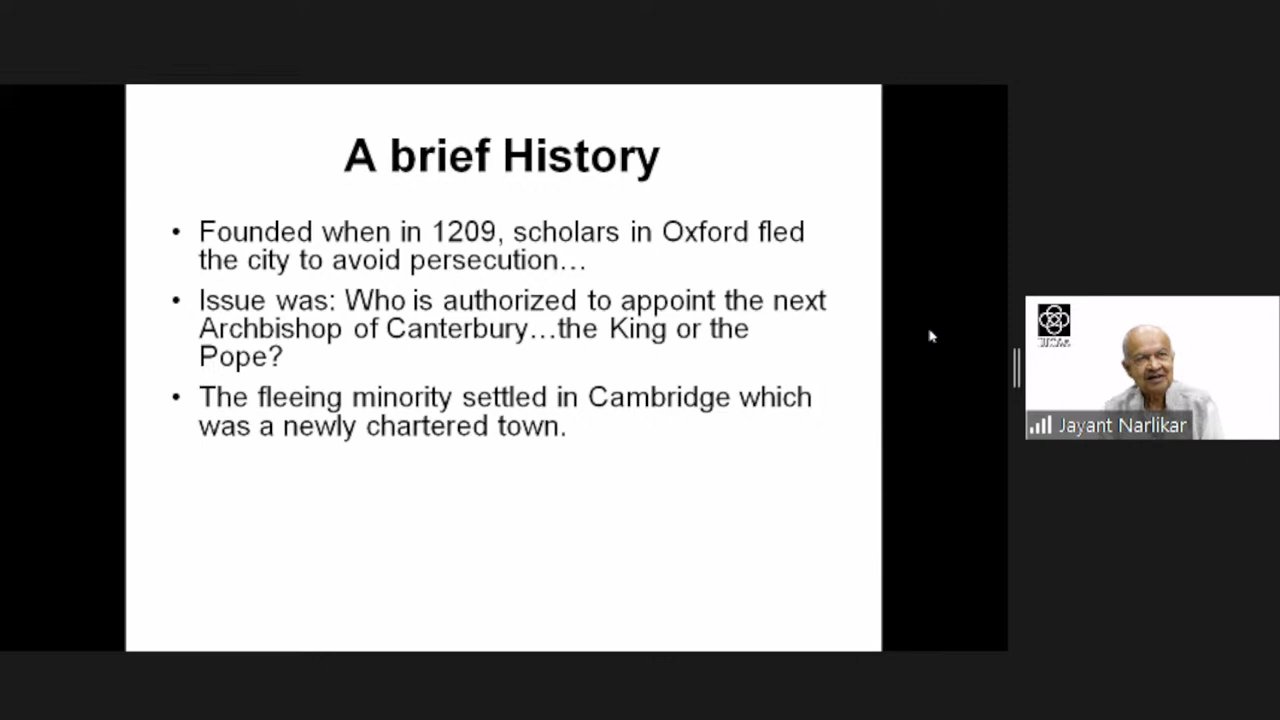 A brief History
• Founded when in 1209, scholars in Oxford fled
the city to avoid persecution…
• Issue was: Who is authorized to appoint the next
Archbishop of Canterbury…the King or the
Pope?
• The fleeing minority settled in Cambridge which
was a newly chartered town.
Jayant Narlikar